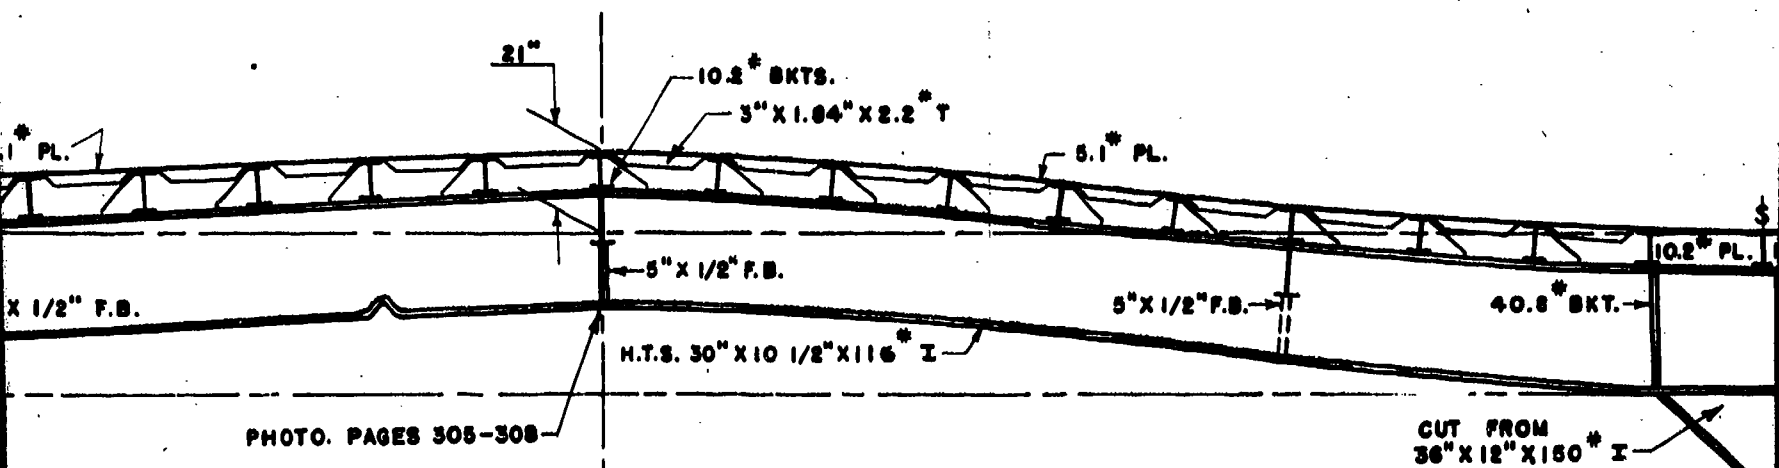 21"
10.2# BKTS.
3" X 1.84" X 2.2# T
1# PL.
5.1# PL.
10.2# PL.
5" X 1/2" F.B.
X 1/2" F.B.
5" X 1/2" F.B.
40.8# BKT.
H.T.S. 30" X 10 1/2" X 116# I
PHOTO. PAGES 305-308
CUT FROM
36" X 12" X 150# I